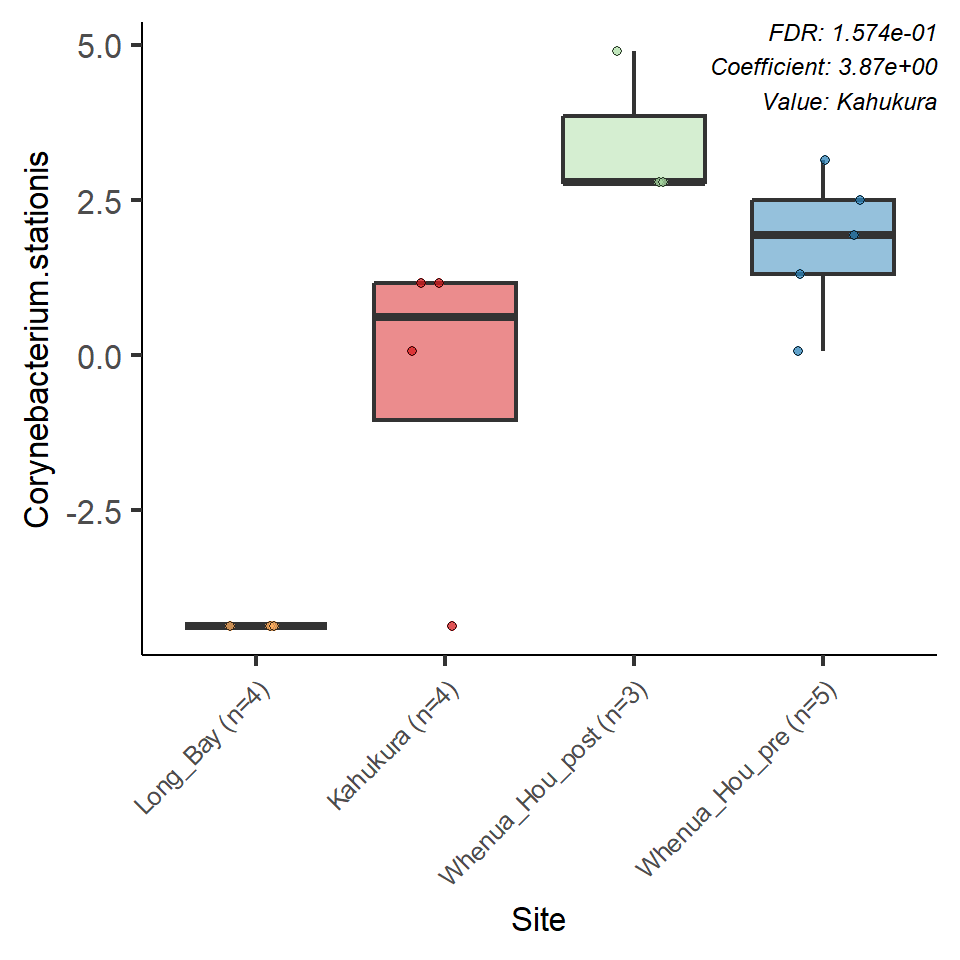 FDR: 1.574e-01
Coefficient: 3.87e+00
Value: Kahukura
Corynebacterium.stationis
5.0
2.5
0.0
-2.5
Long_Bay (n=4)
Kahukura (n=4)
Whenua_Hou_post (n=3)
Whenua_Hou_pre (n=5)
Site